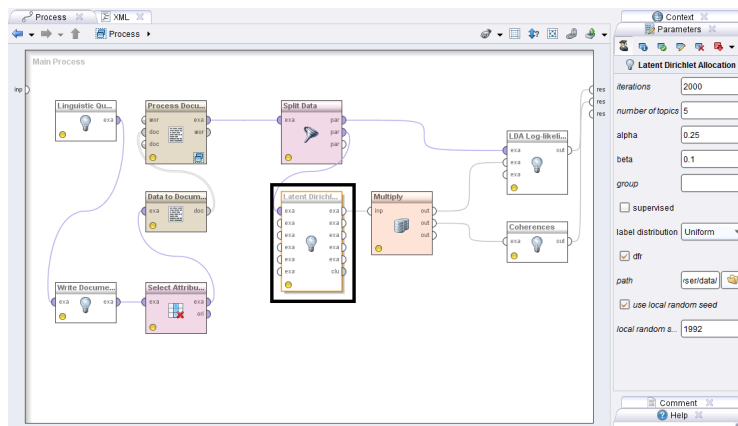 Process
XML
Process
Main Process
inp
res
res
res
Linguistic Qu...
exa
exa
Process Docu...
wor
exa
doc
wor
doc
Split Data
exa
par
par
par
LDA Log-likeli...
exa
out
exa
exa
Data to Docum...
exa
doc
Latent Dirichl...
exa
exa
exa
exa
exa
exa
exa
exa
exa
exa
exa
clu
Multiply
inp
out
out
out
Coherences
exa
out
Write Docume...
exa
exa
Select Attribu...
exa
exa
ori
Context
Parameters
Latent Dirichlet Allocation
iterations 2000
number of topics 5
alpha 0.25
beta 0.1
group
supervised
label distribution Uniform
dfr
path /ser/data/
use local random seed
local random s... 1992
Comment
Help